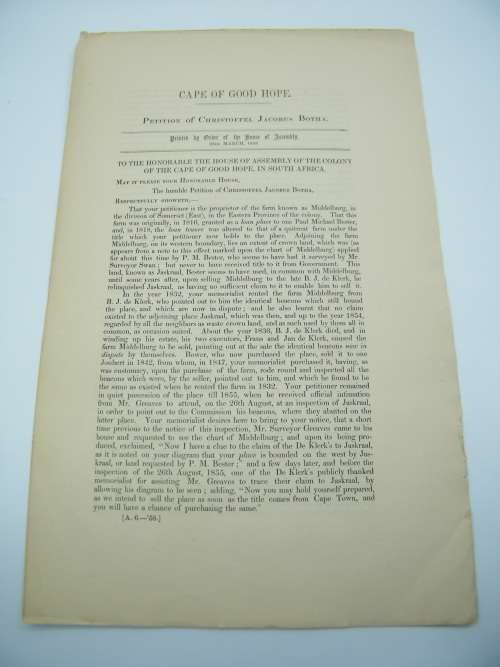 CAPE OF GOOD HOPE.
PETITION OF CHRISTOFFEL JACOBUS BOTHA.
Printed by Order of the House of Assembly,
MARCH, 1858
TO THE HONORABLE THE HOUSE OF ASSEMBLY OF THE COLONY
OF THE CAPE OF GOOD HOPE, IN SOUTH AFRICA.
MAY IT PLEASE YOUR HONORABLE HOUSE,
The humble Petition of CHRISTOFFEL JACOBUS BOTHA,
RESPECTFULLY SHOWETH,—
That your petitioner is the proprietor of the farm known as Middelburg, in
the division of Somerset (East), in the Eastern Province of the colony. That this
farm was originally, in 1816, granted as a loan place to one Paul Michael Bester,
and, in 1818, the loan tenure was altered to that of a quitrent farm under the
title which your petitioner now holds to the place. Adjoining the farm
Middelburg, on its western boundary, lies an extent of crown land, which was (as
appears from a note to this effect marked upon the chart of Middelburg) applied
for about this time by P. M. Bester, who seems to have had it surveyed by Mr.
Surveyor Swan; but never to have received title to it from Government. This
land, known as Jaskraal, Bester seems to have used, in common with Middelburg,
until some years after, upon selling Middelburg to the late B. J. de Klerk, he
relinquished Jaskraal, as having no sufficient claim to it to enable him to sell it.
In the year 1832, your memorialist rented the farm Middelburg from
B. J. de Klerk, who pointed out to him the identical beacons which still bound
the place, and which are now in dispute; and he also learnt that no claim
existed to the adjoining place Jaskraal, which was then, and up to the year 1854,
regarded by all the neighbors as waste crown land, and as such used by them all in
common, as occasion suited. About the year 1836, B. J. de Klerk died, and in
winding up his estate, his two executors, Frans and Jan de Klerk, caused the
farm Middelburg to be sold, pointing out at the sale the identical beacons now in
dispute by themselves. Bower, who now purchased the place, sold it to one
Joubert in 1842, from whom, in 1847, your memorialist purchased it, having, as
was customary, upon the purchase of the farm, rode round and inspected all the
beacons which were, by the seller, pointed out to him, and which he found to be
the same as existed when he rented the farm in 1832. Your petitioner remained
in quiet possession of the place till 1855, when he received official intimation
from Mr. Greaves to attend, on the 26th August, at an inspection of Jaskraal,
in order to point out to the Commission his beacons, where they abutted on the
latter place. Your memorialist desires here to bring to your notice, that a short
time previous to the notice of this inspection, Mr. Surveyor Greaves came to his
house and requested to see the chart of Middelburg; and upon its being pro-
duced, exclaimed, "Now I have a clue to the claim of the De Klerk's to Jaskraal,
as it is noted on your diagram that your place is bounded on the west by Jas-
kraal, or land requested by P. M. Bester;" and a few days later, and before the
inspection of the 26th August, 1855, one of the De Klerk's publicly thanked
memorialist for assisting Mr. Greaves to trace their claim to Jaskraal, by
allowing his diagram to be seen; adding, "Now you may hold yourself prepared,
as we intend to sell the place as soon as the title comes from Cape Town, and
you will have a chance of purchasing the same."
[A. 6—'58.]